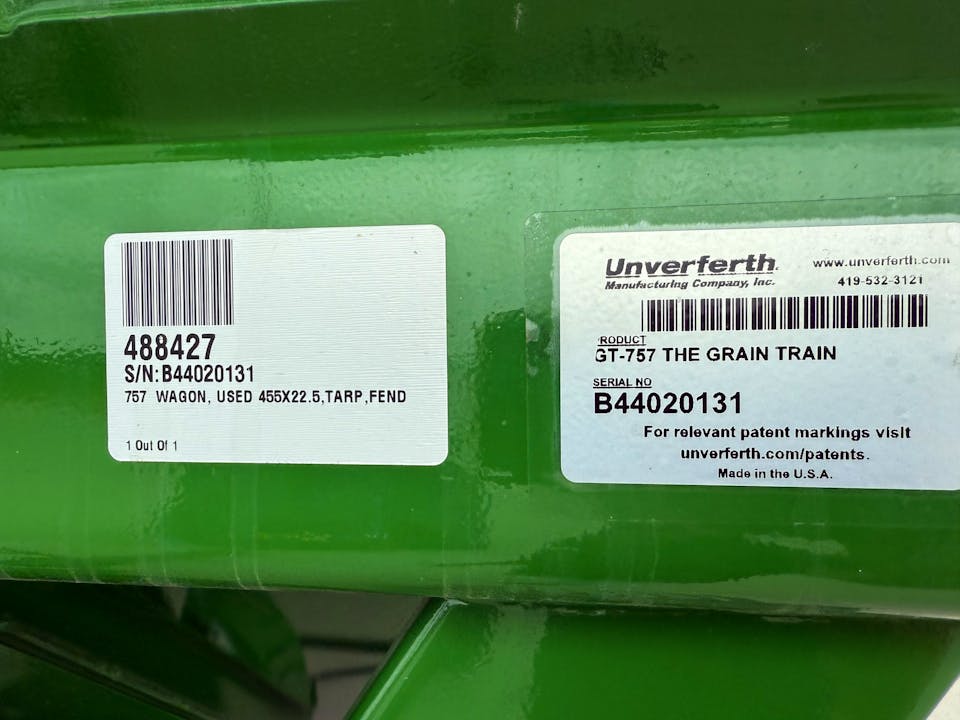 488427
S/N:B44020131
757 WAGON, USED 455X22.5,TARP,FEND
1 Out Of 1
Unverferth
Manufacturing Company, Inc.
www.unverferth.com
419-532-3121
PRODUCT
GT-757 THE GRAIN TRAIN
SERIAL NO
B44020131
For relevant patent markings visit
unverferth.com/patents.
Made in the U.S.A.